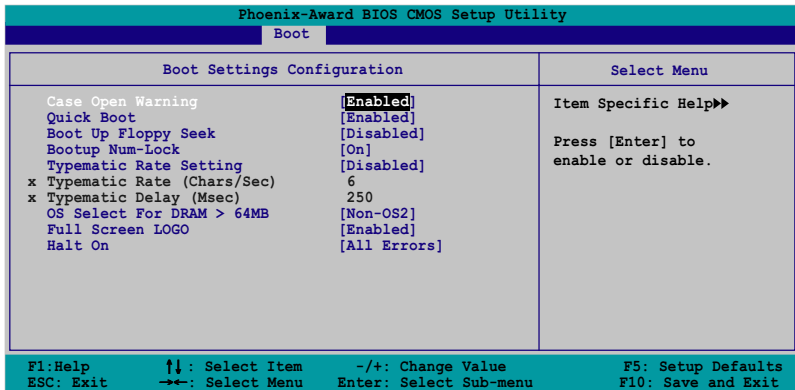 Phoenix-Award BIOS CMOS Setup Utility
Boot
Boot Settings Configuration
Select Menu
Case Open Warning [Enabled]
Quick Boot [Enabled]
Boot Up Floppy Seek [Disabled]
Bootup Num-Lock [On]
Typematic Rate Setting [Disabled]
x Typematic Rate (Chars/Sec) 6
x Typematic Delay (Msec) 250
OS Select For DRAM > 64MB [Non-OS2]
Full Screen LOGO [Enabled]
Halt On [All Errors]
Item Specific Help▶▶
Press [Enter] to
enable or disable.
F1:Help ↑↓: Select Item -/+: Change Value F5: Setup Defaults
ESC: Exit →←: Select Menu Enter: Select Sub-menu F10: Save and Exit